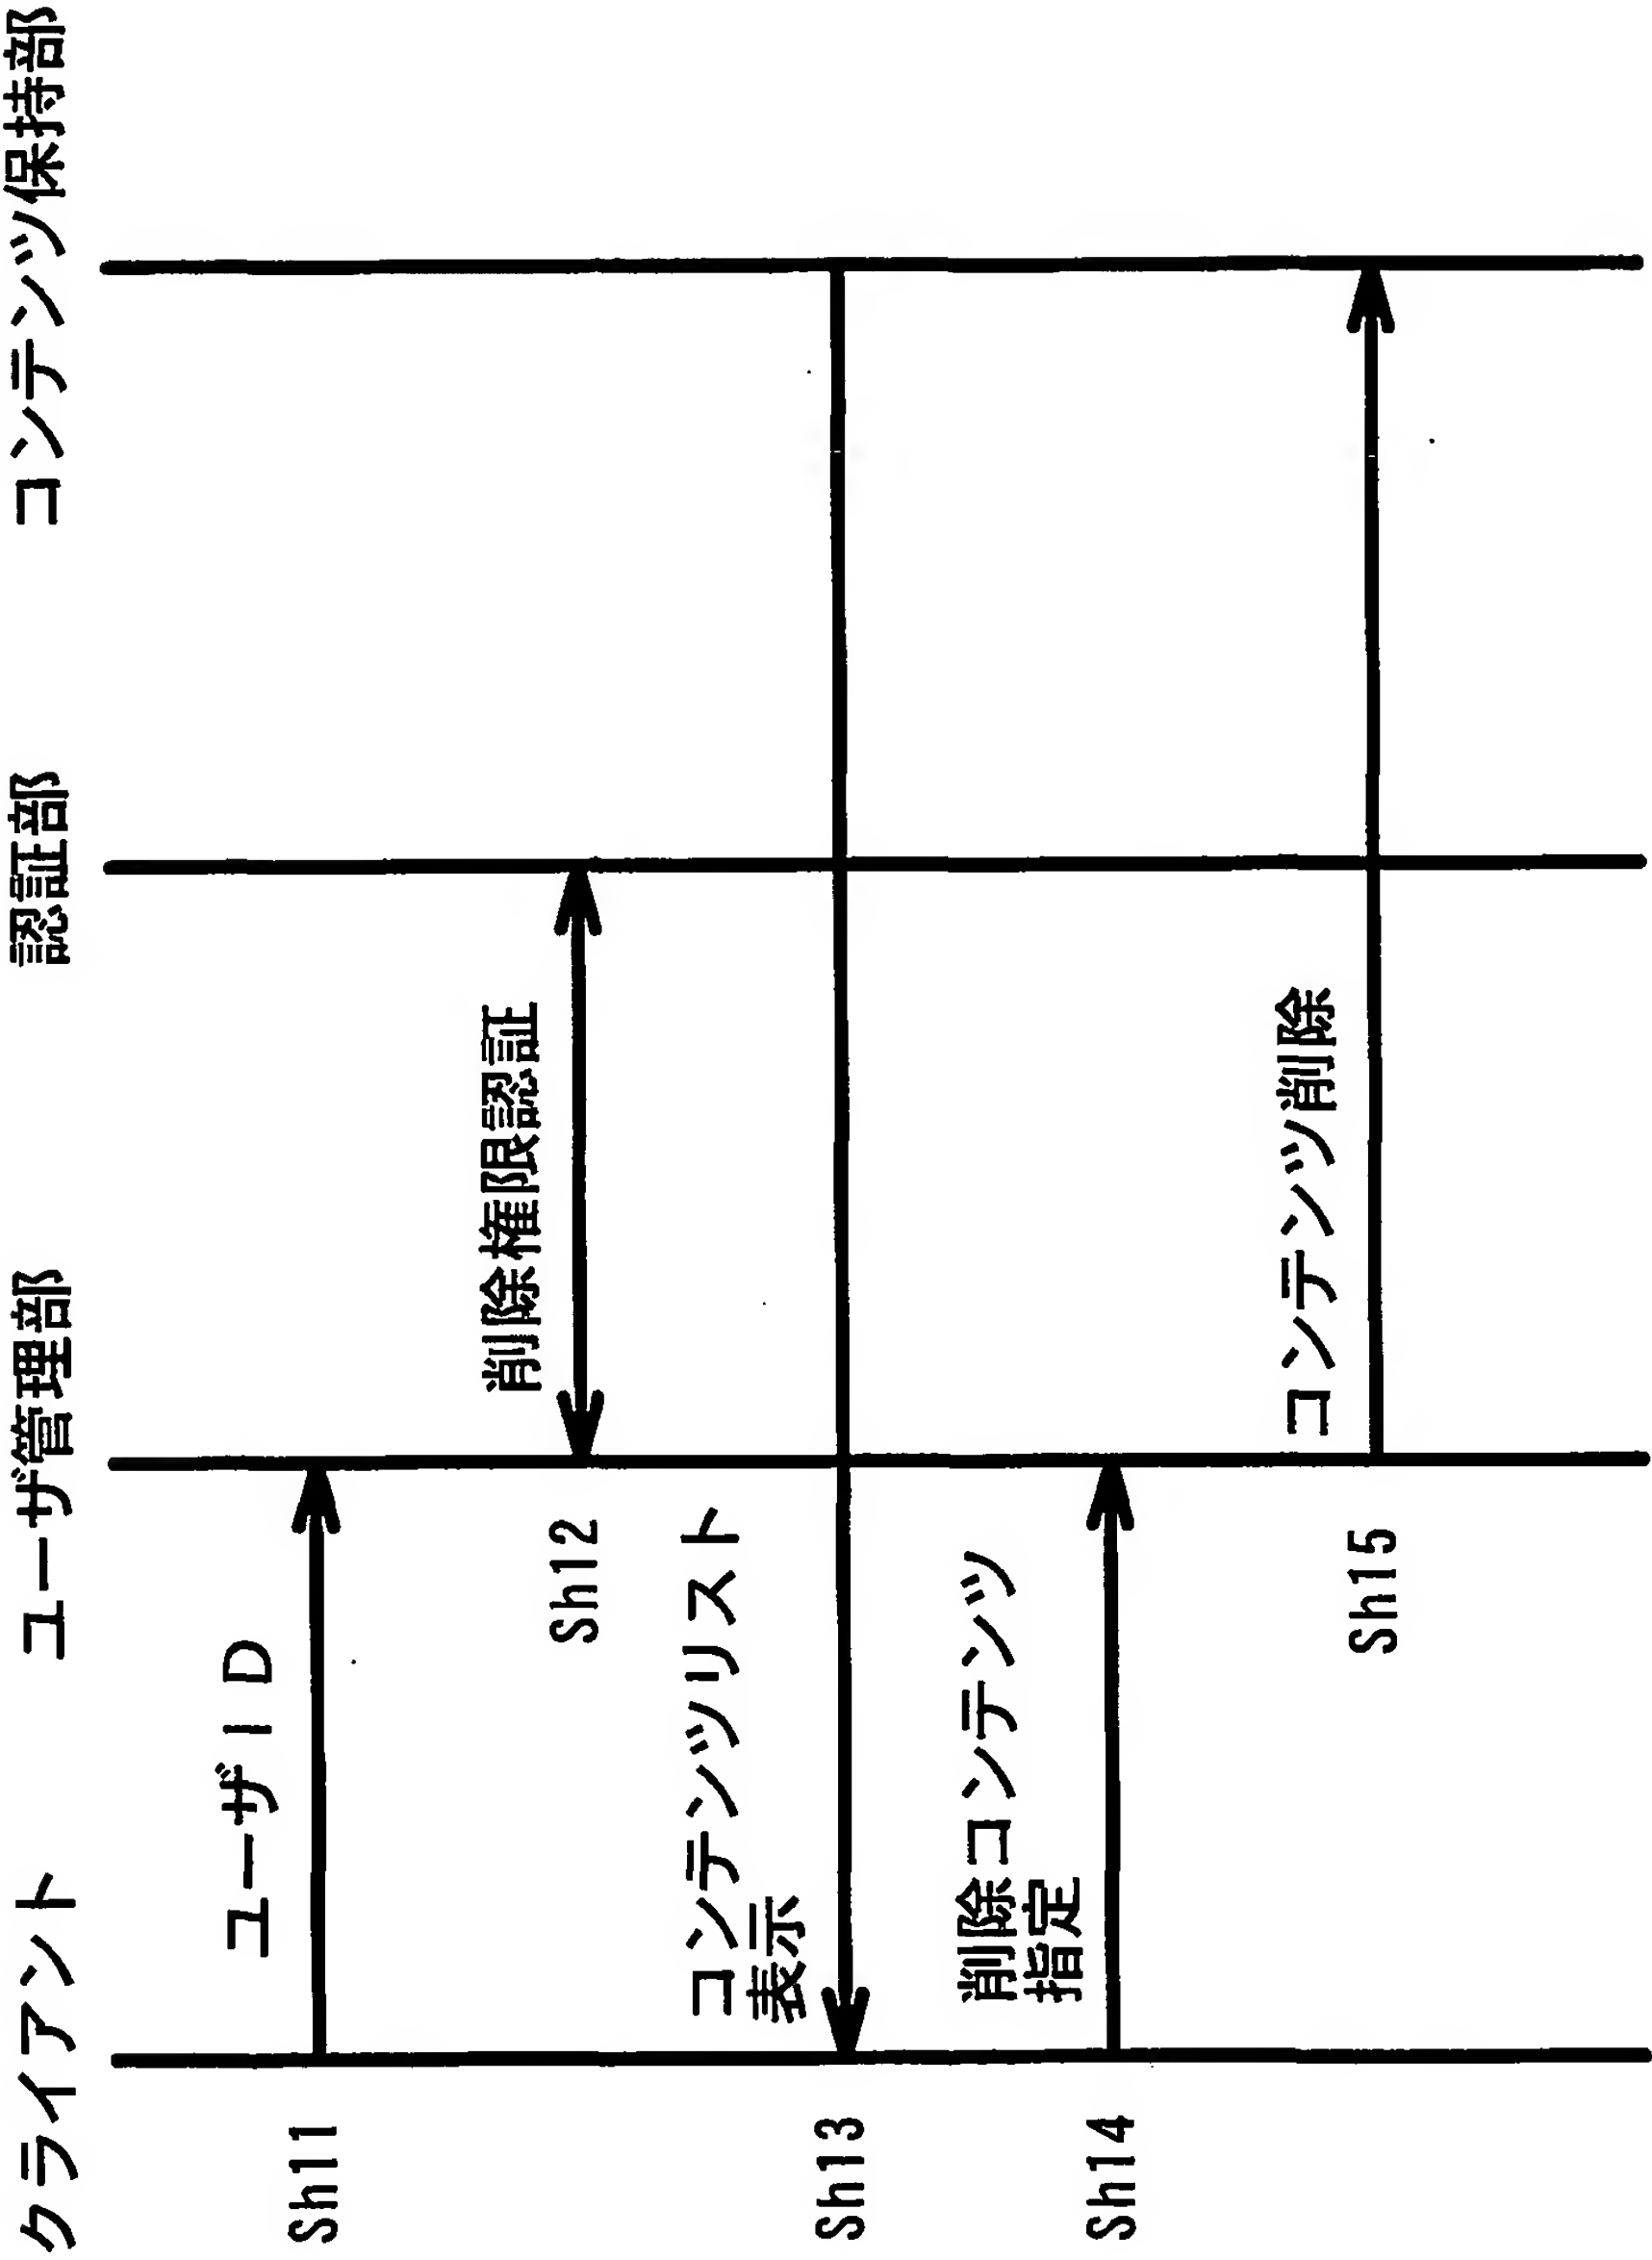 クライアント
ユーザ管理部
認証部
コンテンツ保持部
ユーザID
Sh11
削除権限認証
Sh12
コンテンツリスト
表示
Sh13
削除コンテンツ
指定
Sh14
コンテンツ削除
Sh15